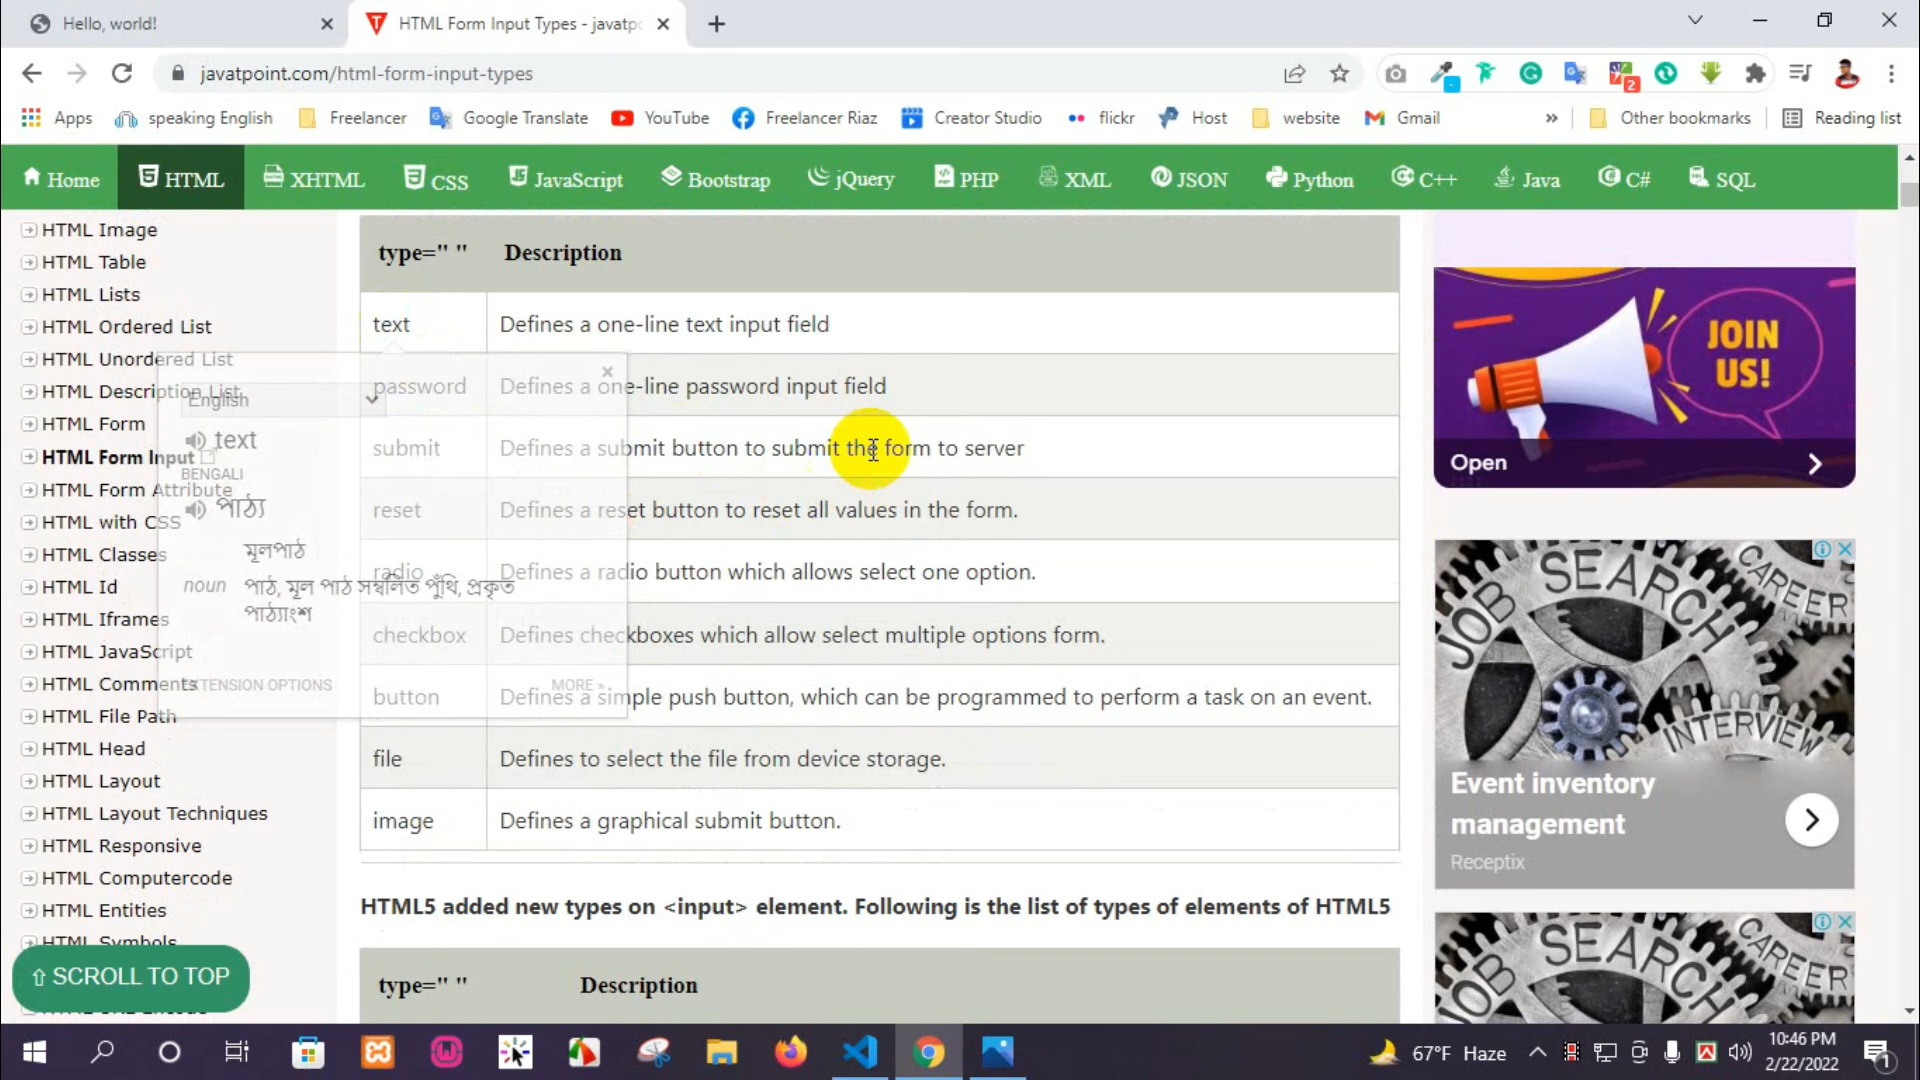 Hello, world!
HTML Form Input Types - javatp
javatpoint.com/html-form-input-types
2
Apps
speaking English
Freelancer
Google Translate
YouTube
Freelancer Riaz
Creator Studio
flickr
Host
website
Gmail
»
Other bookmarks
Reading list
Home
HTML
XHTML
CSS
JavaScript
Bootstrap
jQuery
PHP
XML
JSON
Python
C++
Java
C#
SQL
HTML Image
HTML Table
HTML Lists
HTML Ordered List
HTML Unordered List
HTML Description List
HTML Form
HTML Form Input
HTML Form Attribute
HTML with CSS
HTML Classes
HTML Id
HTML Iframes
HTML JavaScript
HTML Comments
HTML File Path
HTML Head
HTML Layout
HTML Layout Techniques
HTML Responsive
HTML Computercode
HTML Entities
HTML Symbols
⇧ SCROLL TO TOP
type=" " Description
text Defines a one-line text input field
password Defines a one-line password input field
submit Defines a submit button to submit the form to server
reset Defines a reset button to reset all values in the form.
radio Defines a radio button which allows select one option.
checkbox Defines checkboxes which allow select multiple options form.
button Defines a simple push button, which can be programmed to perform a task on an event.
file Defines to select the file from device storage.
image Defines a graphical submit button.
HTML5 added new types on <input> element. Following is the list of types of elements of HTML5
type=" " Description
English
text
BENGALI
পাঠ্য
মূলপাঠ
noun পাঠ, মূল পাঠ সম্বলিত পুঁথি, প্রকৃত
পাঠ্যাংশ
EXTENSION OPTIONS
MORE »
JOIN
US!
Open
JOB SEARCH
CAREER
INTERVIEW
Event inventory
management
Receptix
JOB SEARCH
CAREER
67°F Haze
10:46 PM
2/22/2022
1